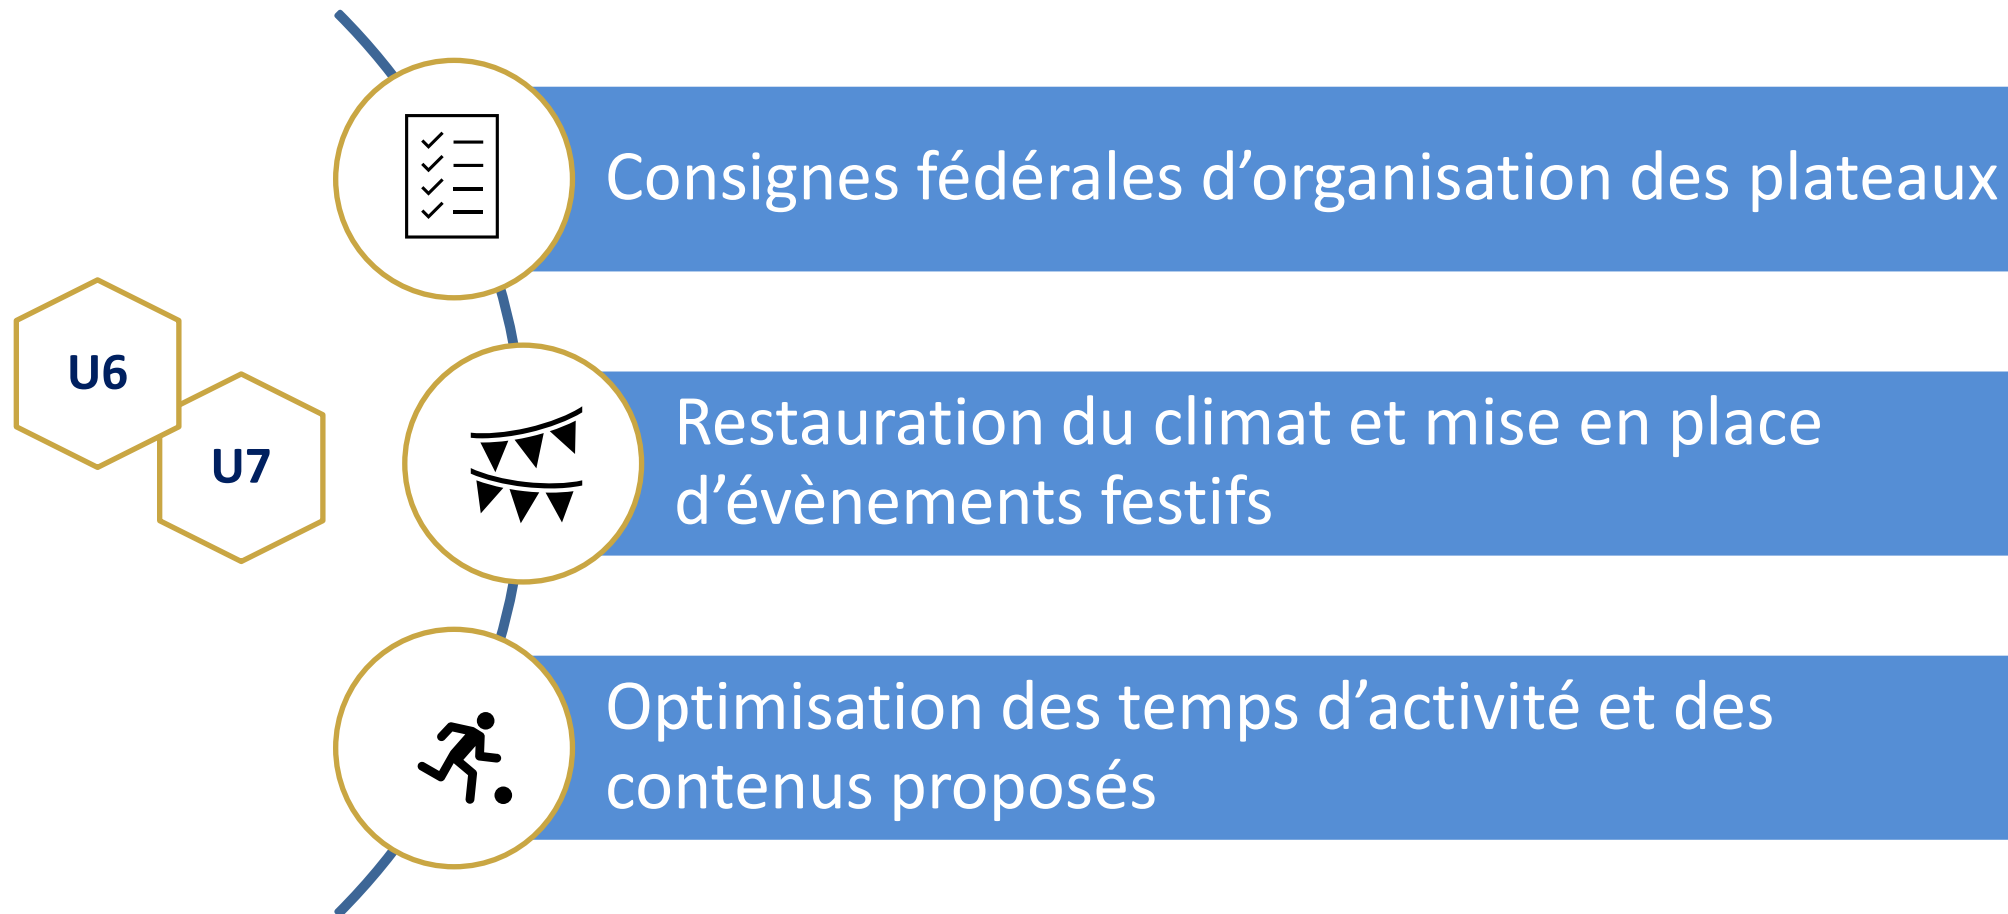 U6
U7
Consignes fédérales d’organisation des plateaux
Restauration du climat et mise en place
d’évènements festifs
Optimisation des temps d’activité et des
contenus proposés